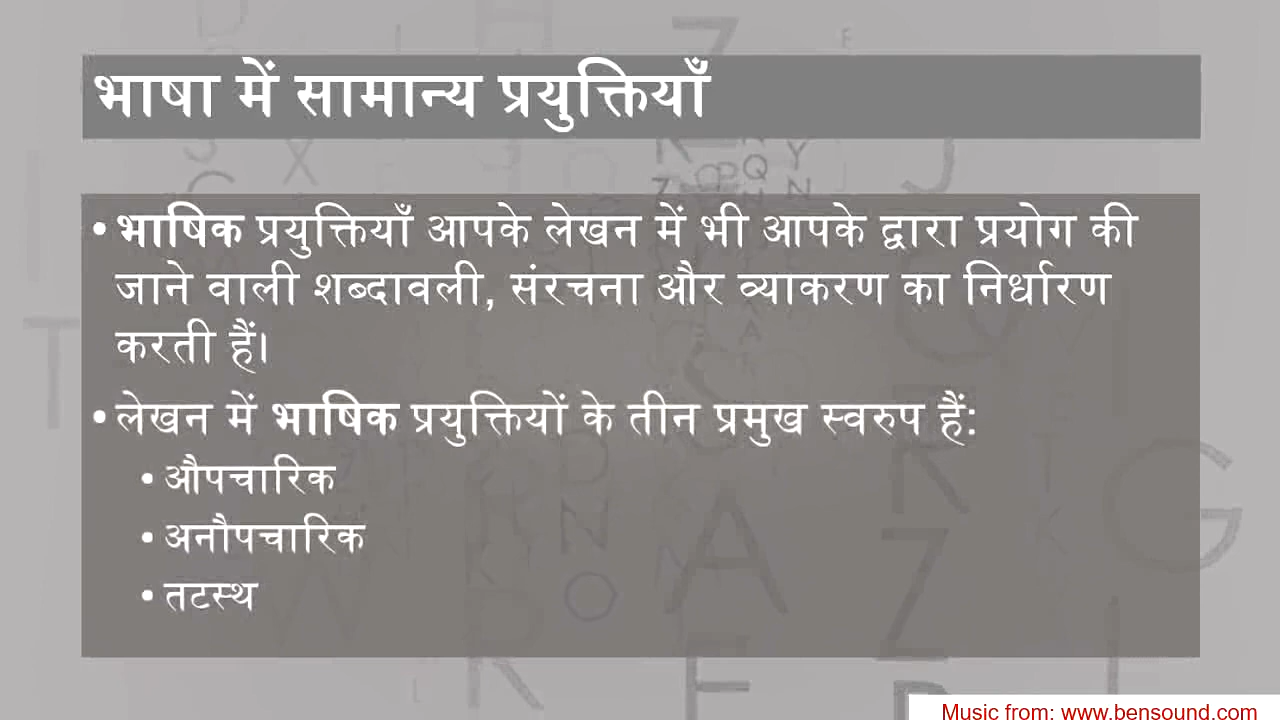 भाषा में सामान्य प्रयुक्तियाँ
• भाषिक प्रयुक्तियाँ आपके लेखन में भी आपके द्वारा प्रयोग की
जाने वाली शब्दावली, संरचना और व्याकरण का निर्धारण
करती हैं।
• लेखन में भाषिक प्रयुक्तियों के तीन प्रमुख स्वरुप हैं:
• औपचारिक
• अनौपचारिक
• तटस्थ
Music from: www.bensound.com